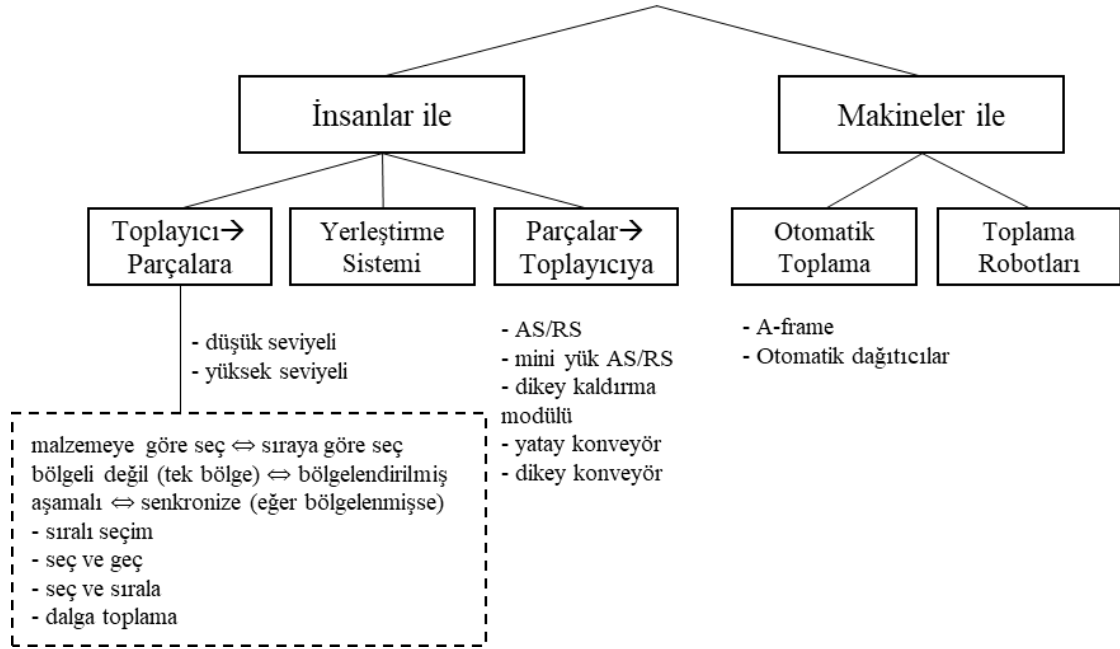 İnsanlar ile
Makineler ile
Toplayıcı→
Parçalara
Yerleştirme
Sistemi
Parçalar→
Toplayıcıya
Otomatik
Toplama
Toplama
Robotları
- düşük seviyeli
- yüksek seviyeli
- AS/RS
- mini yük AS/RS
- dikey kaldırma
modülü
- yatay konveyör
- dikey konveyör
- A-frame
- Otomatik dağıtıcılar
malzemeye göre seç ⇔ sıraya göre seç
bölgeli değil (tek bölge) ⇔ bölgelendirilmiş
aşamalı ⇔ senkronize (eğer bölgelenmişse)
- sıralı seçim
- seç ve geç
- seç ve sırala
- dalga toplama